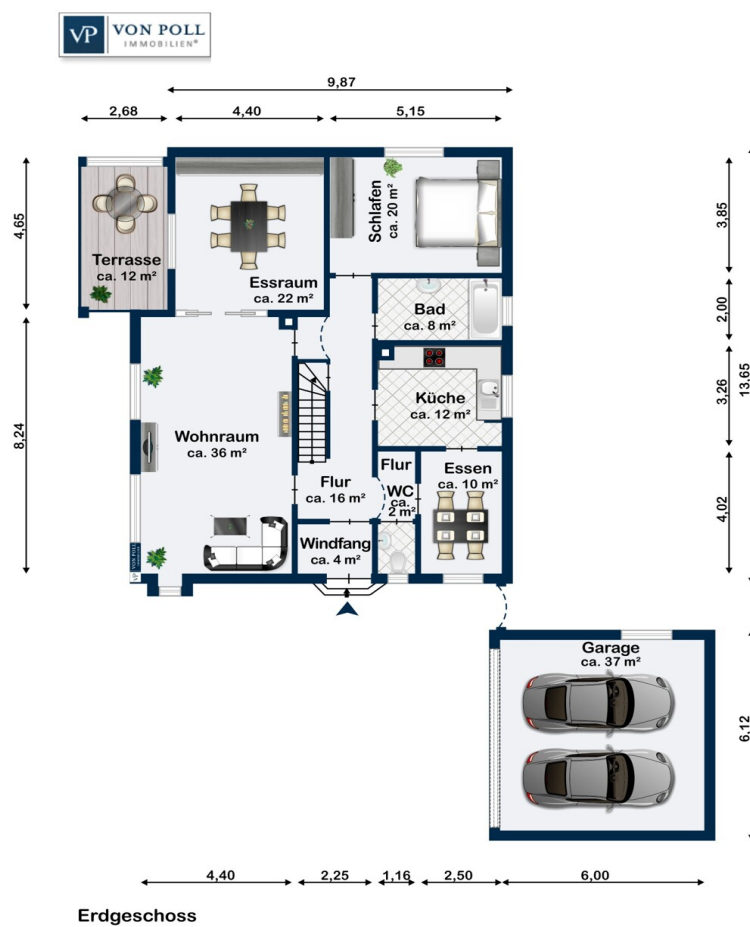 VP VON POLL
IMMOBILIEN®
9,87
2,68
4,40
5,15
4,65
8,24
3,85
2,00
3,26
4,02
13,65
6,12
Terrasse
ca. 12 m²
Essraum
ca. 22 m²
Schlafen
ca. 20 m²
Bad
ca. 8 m²
Küche
ca. 12 m²
Wohnraum
ca. 36 m²
Flur
ca. 16 m²
Flur
WC
ca.
2 m²
Essen
ca. 10 m²
Windfang
ca. 4 m²
VON POLL
VP
Garage
ca. 37 m²
4,40
2,25
1,16
2,50
6,00
Erdgeschoss